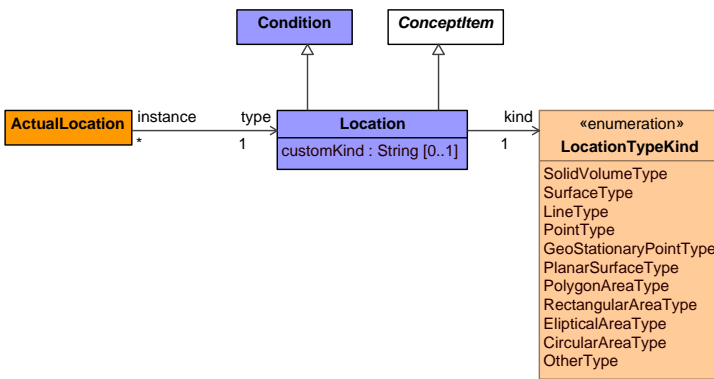 Condition
ConceptItem
ActualLocation
instance
type
*
1
Location
customKind : String [0..1]
kind
1
«enumeration»
LocationTypeKind
SolidVolumeType
SurfaceType
LineType
PointType
GeoStationaryPointType
PlanarSurfaceType
PolygonAreaType
RectangularAreaType
ElipticalAreaType
CircularAreaType
OtherType